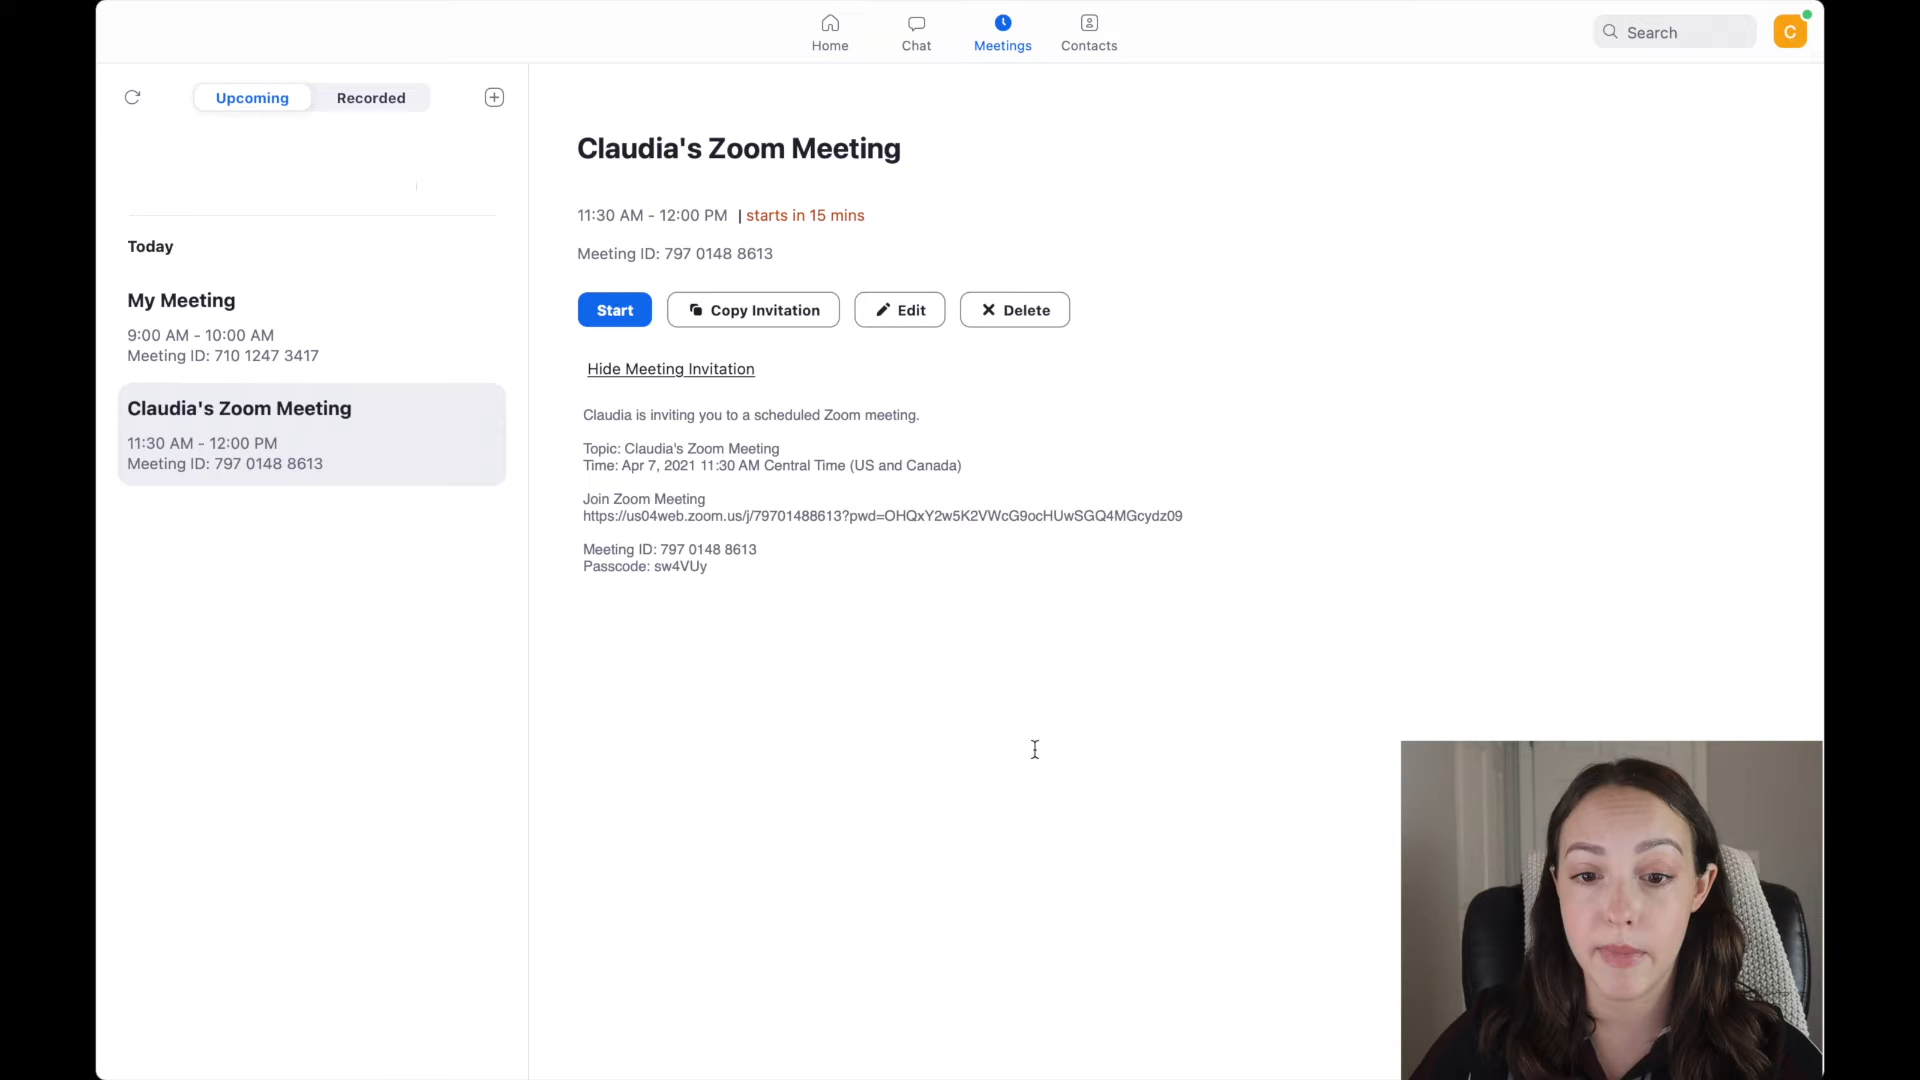 Home
Chat
Meetings
Contacts
Search
C
Upcoming
Recorded
Today
My Meeting
9:00 AM - 10:00 AM
Meeting ID: 710 1247 3417
Claudia's Zoom Meeting
11:30 AM - 12:00 PM
Meeting ID: 797 0148 8613
Claudia's Zoom Meeting
11:30 AM - 12:00 PM | starts in 15 mins
Meeting ID: 797 0148 8613
Start
Copy Invitation
Edit
Delete
Hide Meeting Invitation
Claudia is inviting you to a scheduled Zoom meeting.
Topic: Claudia's Zoom Meeting
Time: Apr 7, 2021 11:30 AM Central Time (US and Canada)
Join Zoom Meeting
https://us04web.zoom.us/j/79701488613?pwd=OHQxY2w5K2VWcG9ocHUwSGQ4MGcydz09
Meeting ID: 797 0148 8613
Passcode: sw4VUy